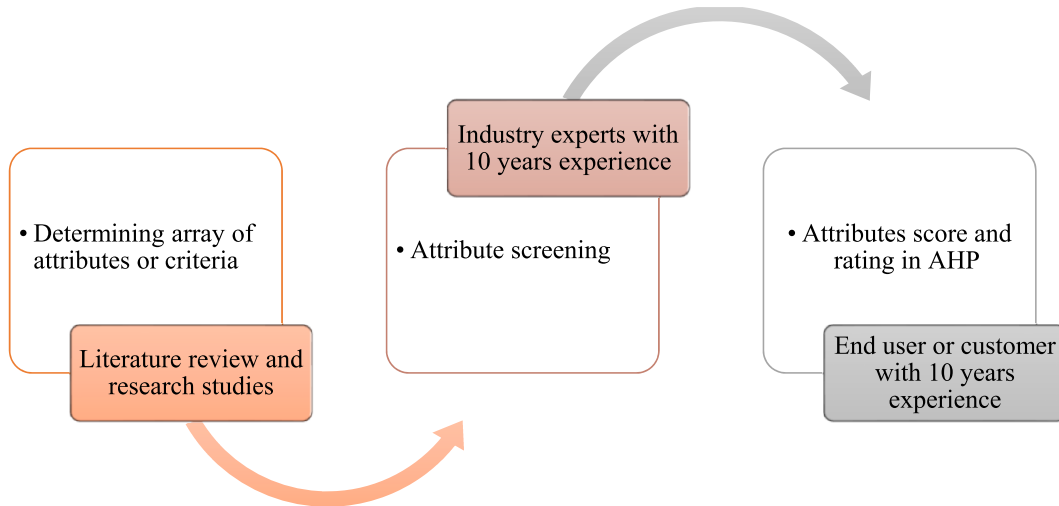 • Determining array of
attributes or criteria
Literature review and
research studies
Industry experts with
10 years experience
• Attribute screening
• Attributes score and
rating in AHP
End user or customer
with 10 years
experience